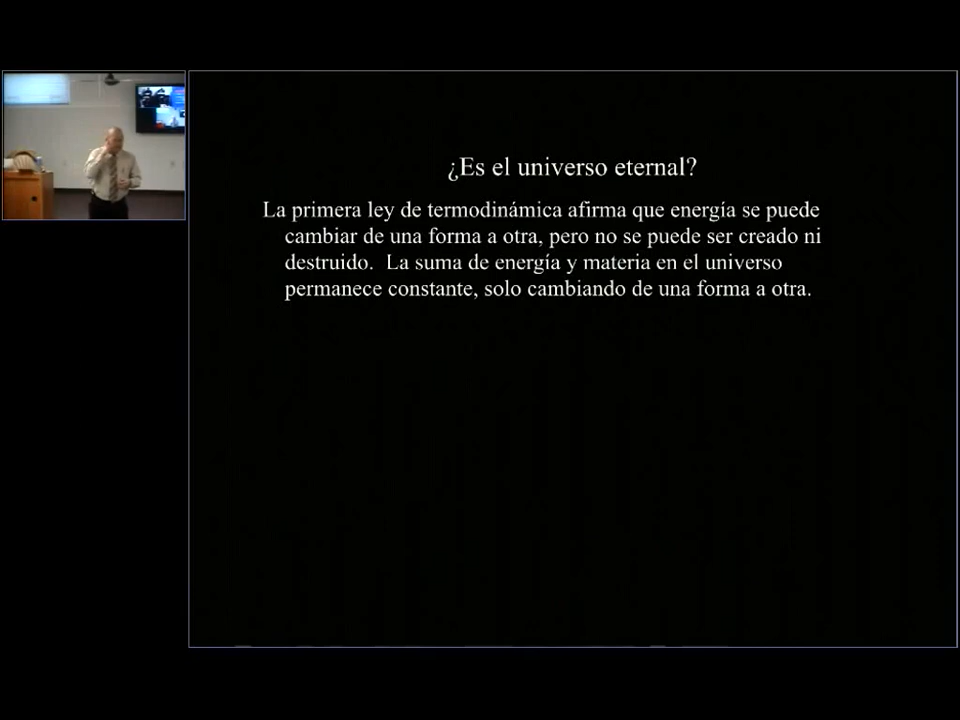 ¿Es el universo eternal?
La primera ley de termodinámica afirma que energía se puede
cambiar de una forma a otra, pero no se puede ser creado ni
destruido. La suma de energía y materia en el universo
permanece constante, solo cambiando de una forma a otra.